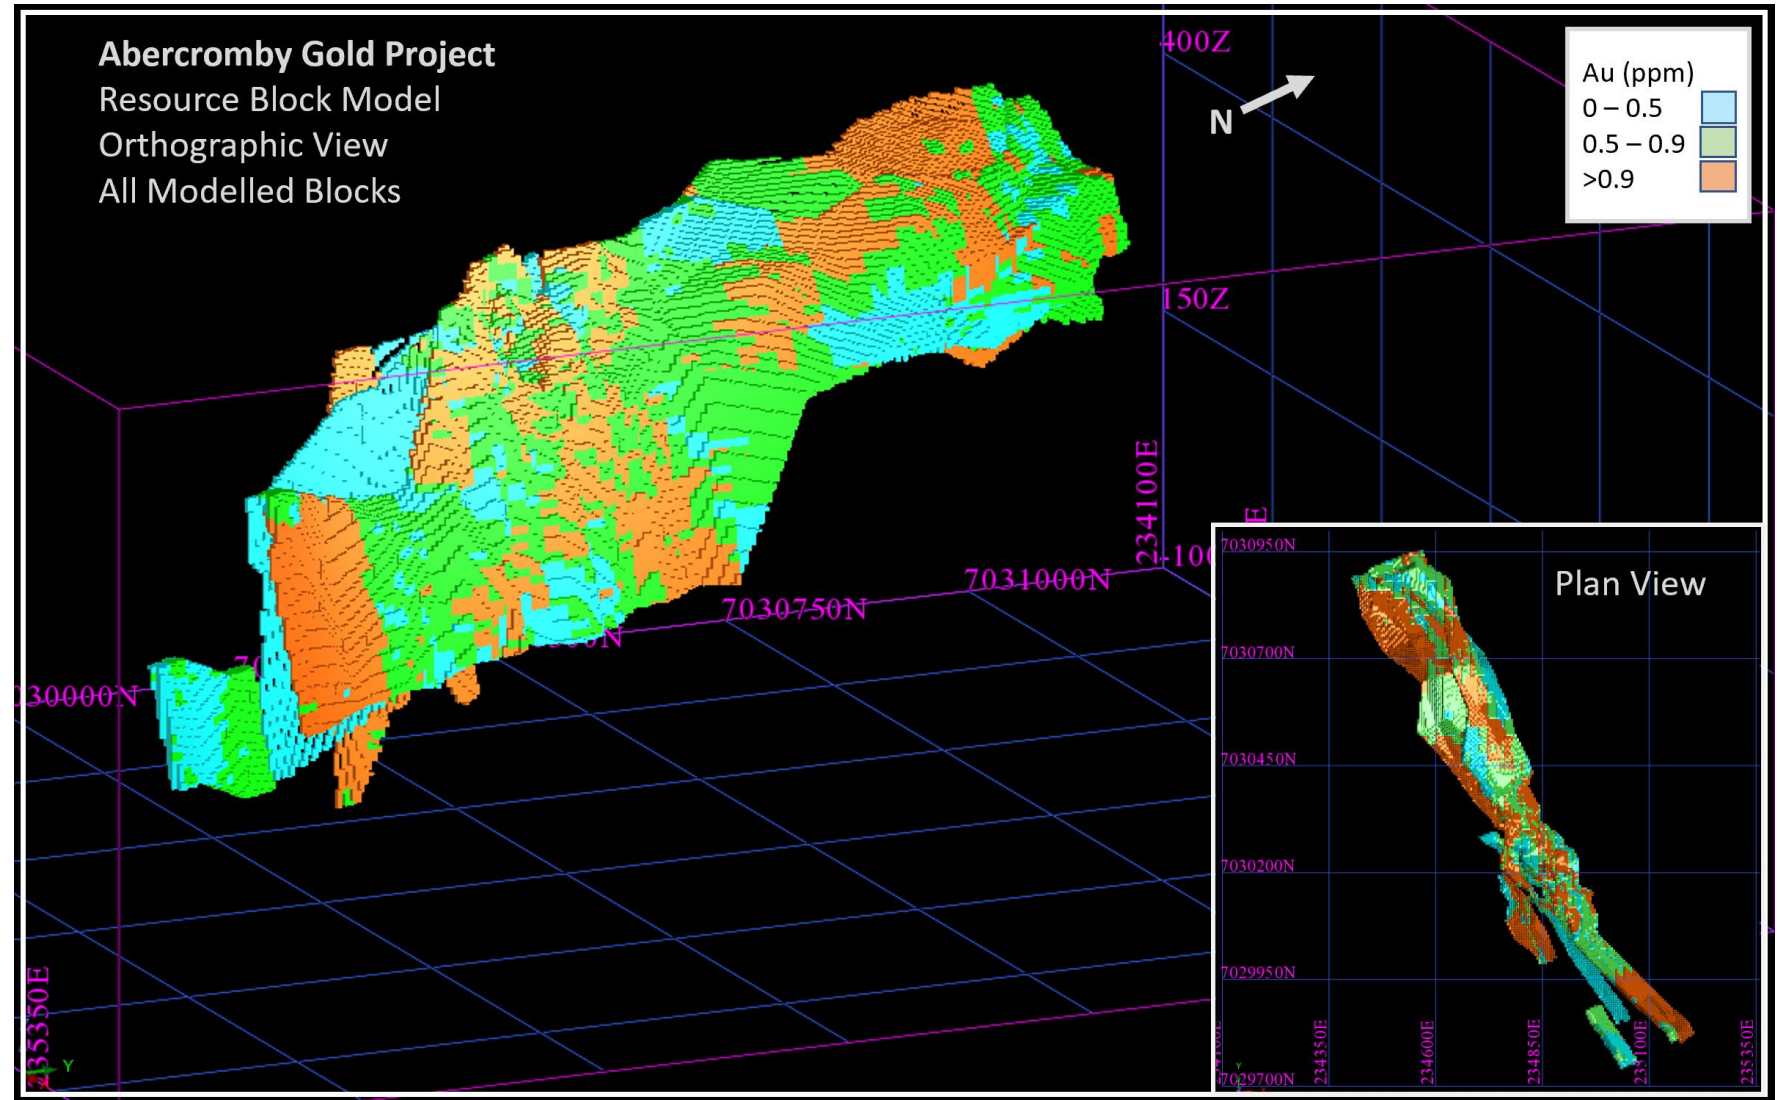 Abercromby Gold Project
Resource Block Model
Orthographic View
All Modelled Blocks
400Z
N
Au (ppm)
0 – 0.5
0.5 – 0.9
>0.9
150Z
234100E
-100
7031000N
7030750N
235350E
Y
Plan View
7030950N
7030700N
7030450N
7030200N
7029950N
7029700N
234350E
234600E
234850E
235100E
235350E